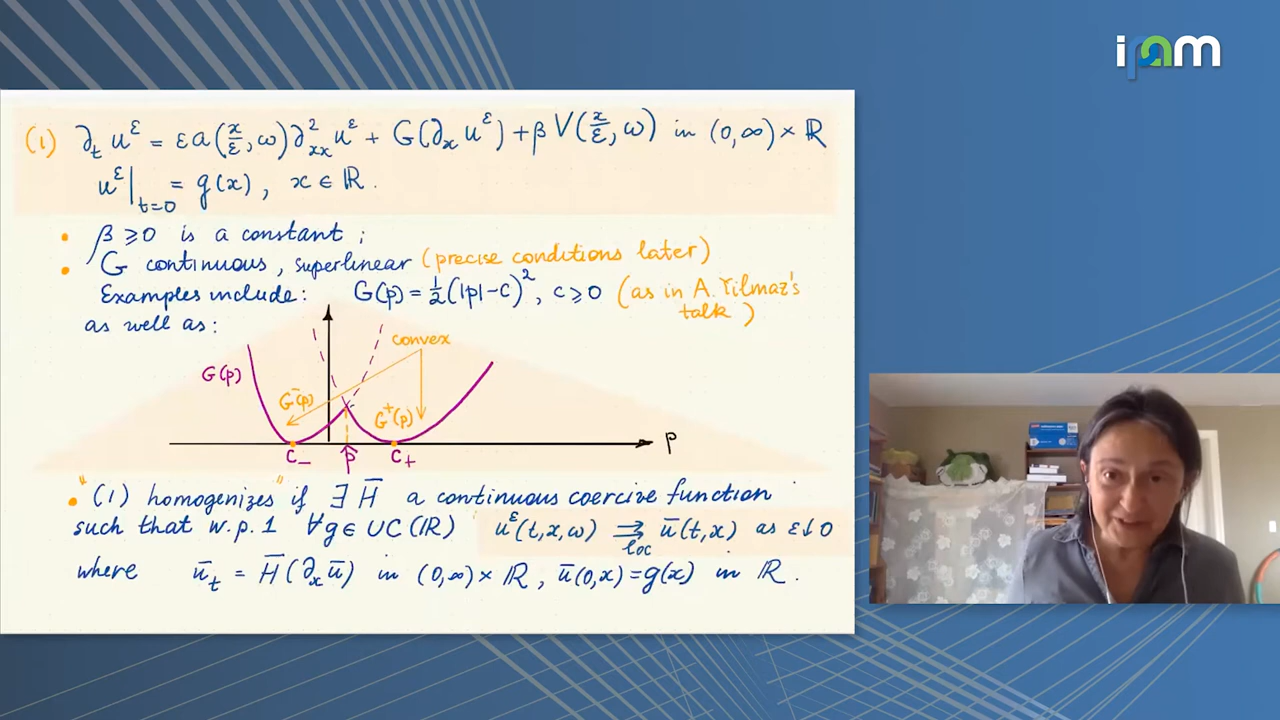 ipam
(1) ∂_t u^ε = εa(x/ε, ω)∂²_xx u^ε + G(∂_x u^ε) + βV(x/ε, ω) in (0,∞)×ℝ
u^ε|_{t=0} = g(x), x ∈ ℝ.
• β ⩾ 0 is a constant;
• G continuous, superlinear (precise conditions later)
Examples include: G(p) = ½(|p|-c)², c ⩾ 0 (as in A. Yilmaz's talk)
as well as:
convex
G(p)
G⁻(p)
G⁺(p)
c₋ p̂ c₊
p
• "(1) homogenizes" if ∃ H̄ a continuous coercive function
such that w.p.1 ∀g ∈ UC(ℝ) u^ε(t,x,ω) ⇉_loc ū(t,x) as ε↓0
where ū_t = H̄(∂_x ū) in (0,∞)×ℝ, ū(0,x)=g(x) in ℝ.